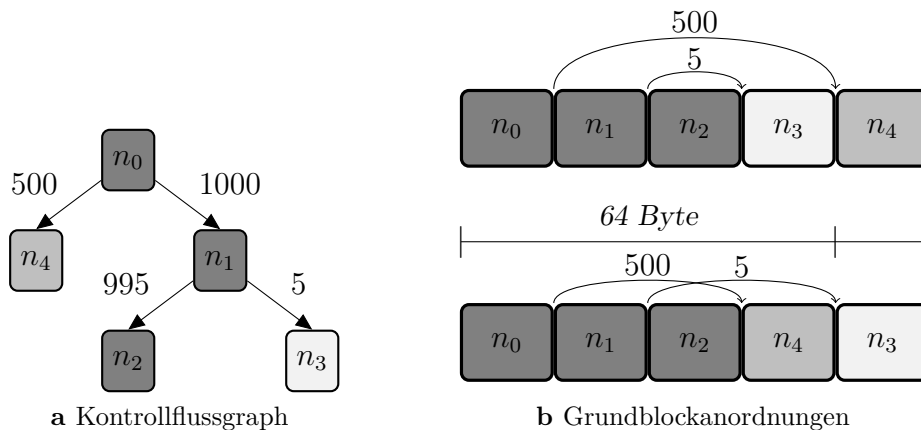 n0
500 1000
n4 n1
995 5
n2 n3
a Kontrollflussgraph
500
5
n0 n1 n2 n3 n4
64 Byte
500 5
n0 n1 n2 n4 n3
b Grundblockanordnungen